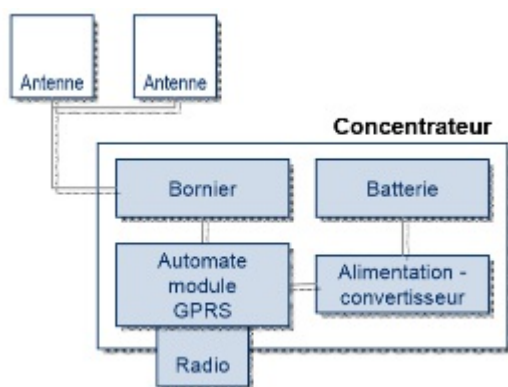 Antenne
Antenne
Concentrateur
Bornier
Batterie
Automate
module
GPRS
Alimentation -
convertisseur
Radio